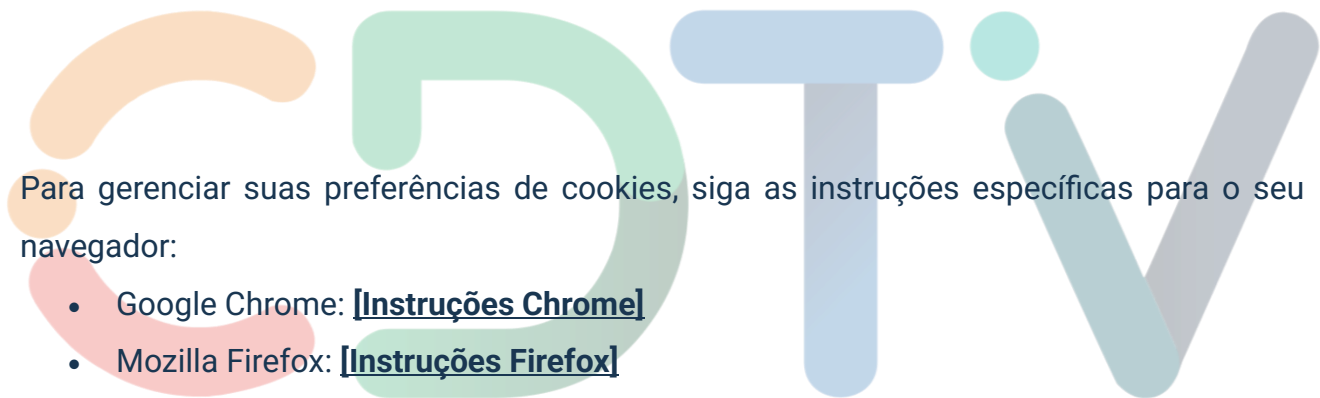 CDTV
Para gerenciar suas preferências de cookies, siga as instruções específicas para o seu
navegador:
• Google Chrome: [Instruções Chrome]
• Mozilla Firefox: [Instruções Firefox]